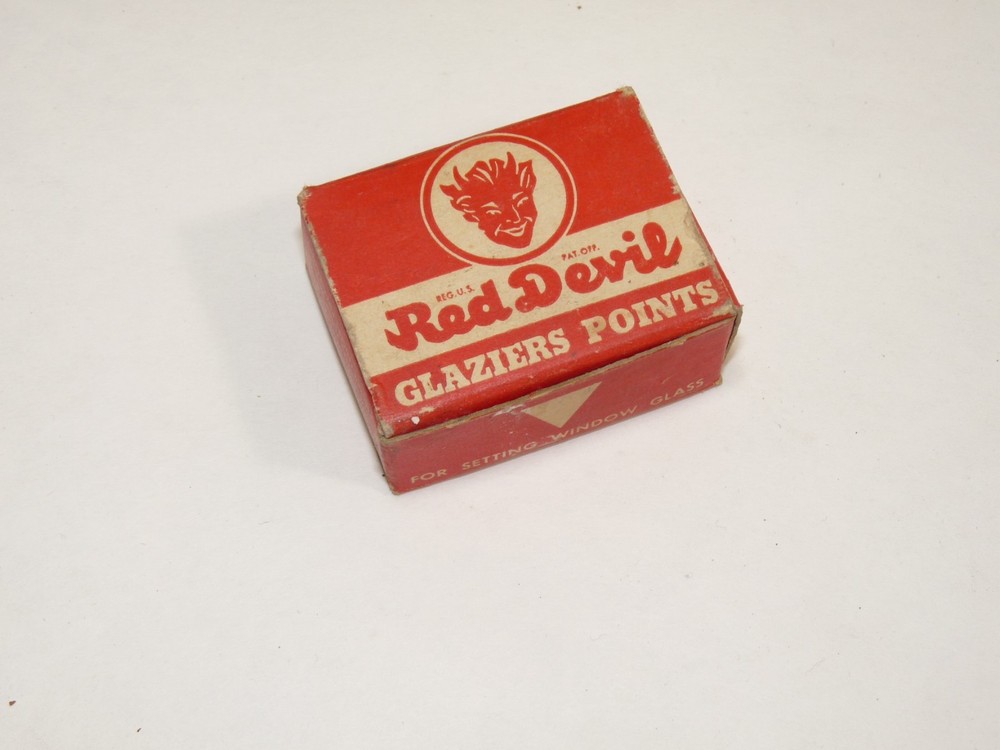 REG. U.S. PAT. OFF.
Red Devil
GLAZIERS POINTS
FOR SETTING WINDOW GLASS